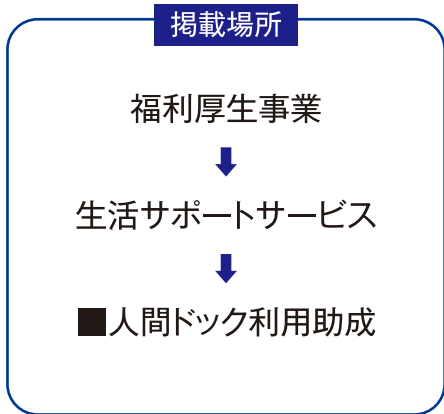 掲載場所
福利厚生事業
生活サポートサービス
■人間ドック利用助成